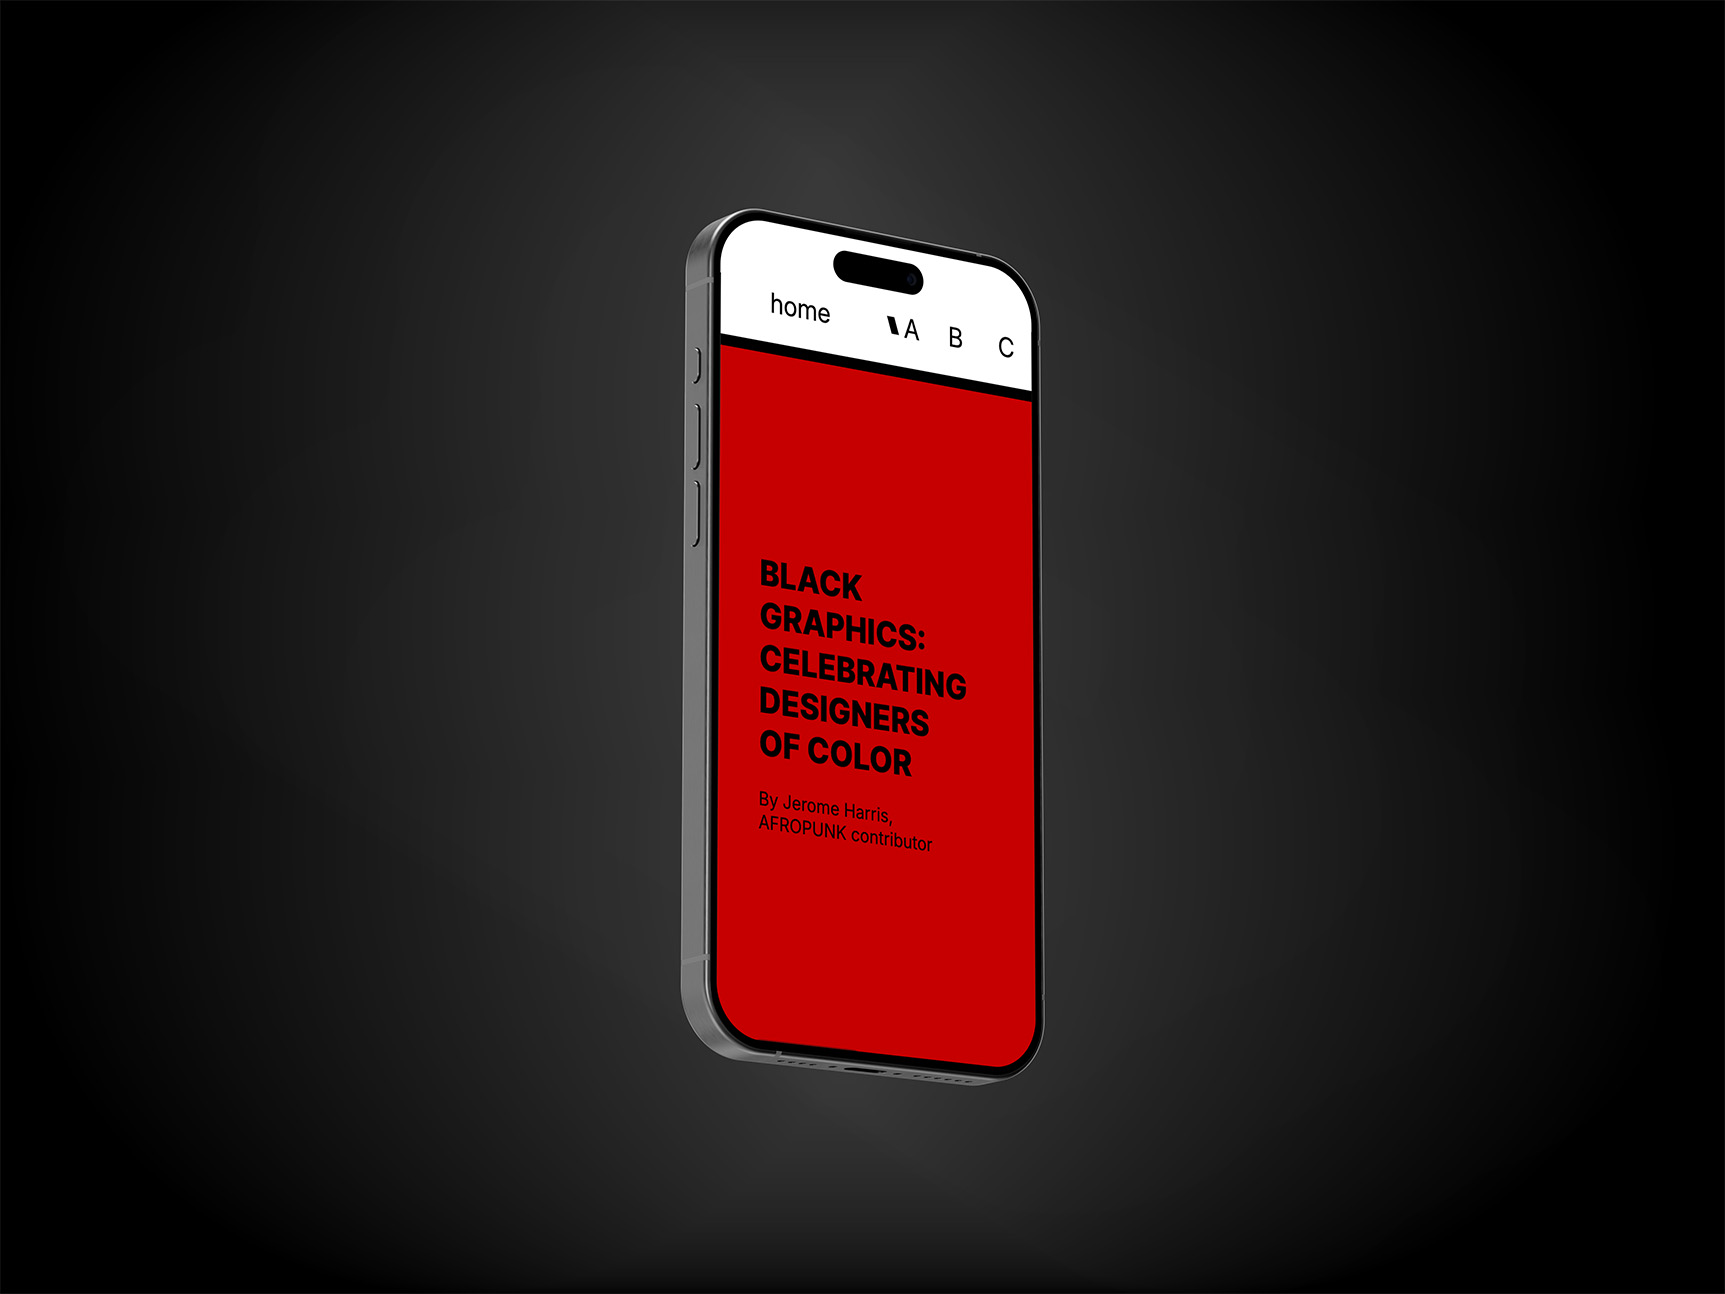 home A B C
BLACK
GRAPHICS:
CELEBRATING
DESIGNERS
OF COLOR
By Jerome Harris,
AFROPUNK contributor